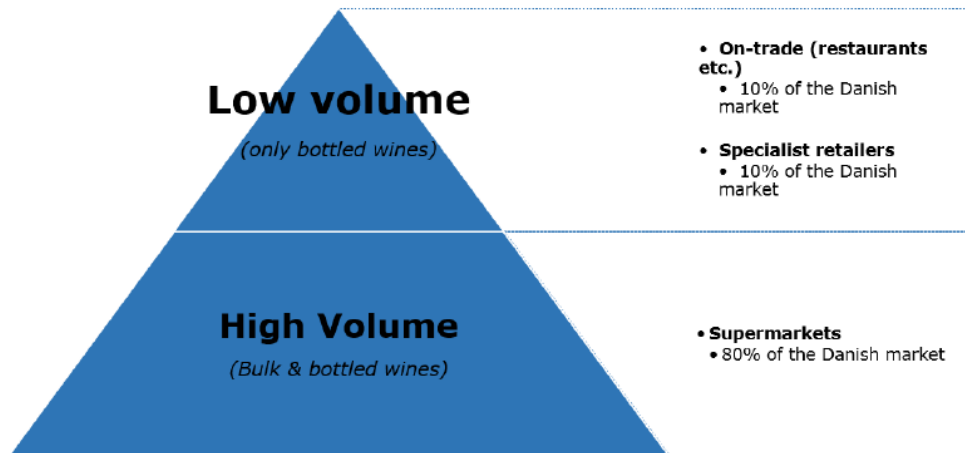 Low volume
(only bottled wines)
• On-trade (restaurants
etc.)
• 10% of the Danish
market
• Specialist retailers
• 10% of the Danish
market
High Volume
(Bulk & bottled wines)
• Supermarkets
• 80% of the Danish market